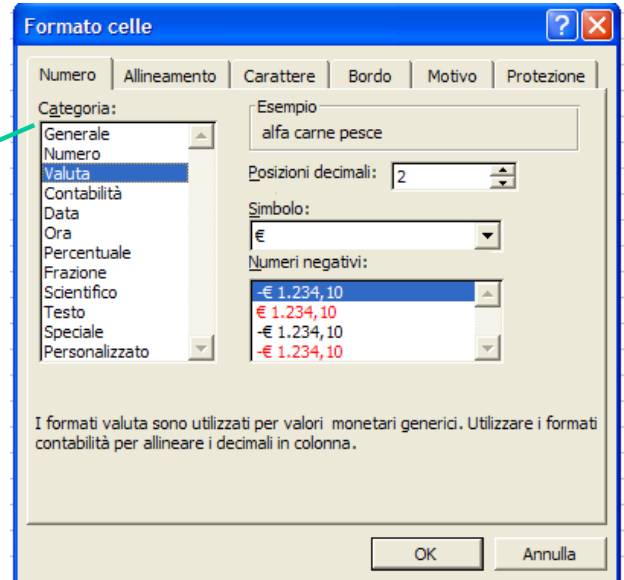 Formato celle
Numero Allineamento Carattere Bordo Motivo Protezione
Categoria:
Generale
Numero
Valuta
Contabilità
Data
Ora
Percentuale
Frazione
Scientifico
Testo
Speciale
Personalizzato
Esempio
alfa carne pesce
Posizioni decimali: 2
Simbolo:
€
Numeri negativi:
-€ 1.234,10
€ 1.234,10
-€ 1.234,10
-€ 1.234,10
I formati valuta sono utilizzati per valori monetari generici. Utilizzare i formati
contabilità per allineare i decimali in colonna.
OK Annulla